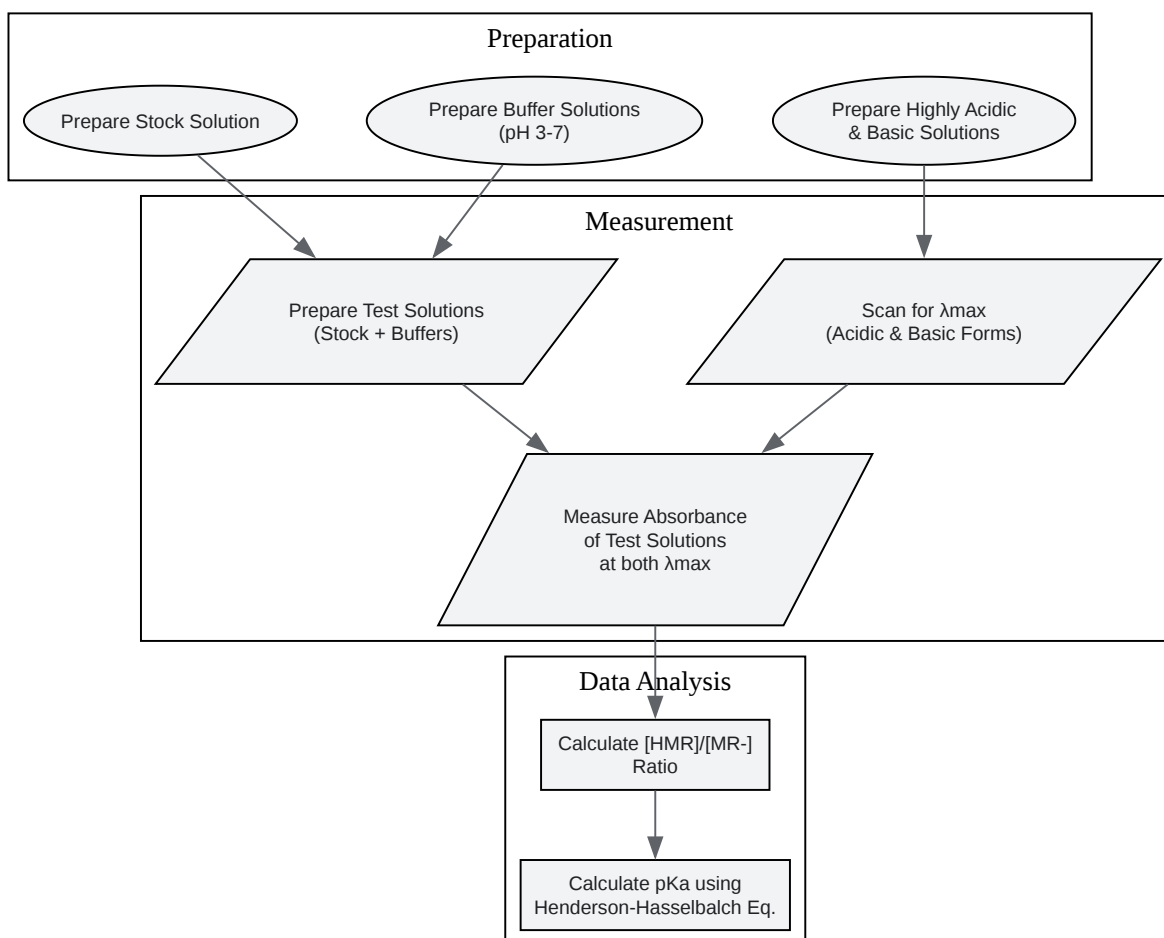 Preparation
Prepare Stock Solution
Prepare Buffer Solutions
(pH 3-7)
Prepare Highly Acidic
& Basic Solutions
Measurement
Prepare Test Solutions
(Stock + Buffers)
Scan for λmax
(Acidic & Basic Forms)
Measure Absorbance
of Test Solutions
at both λmax
Data Analysis
Calculate [HMR]/[MR-]
Ratio
Calculate pKa using
Henderson-Hasselbalch Eq.